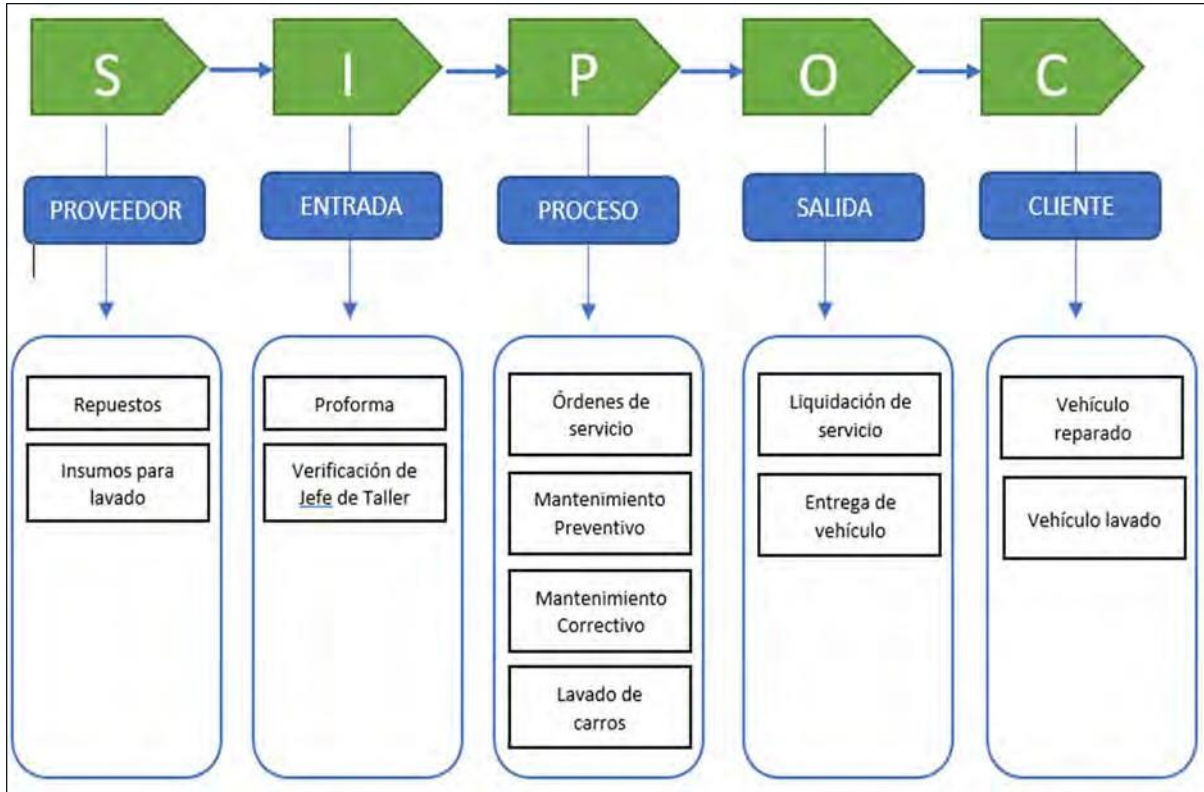 S
I
P
O
C
PROVEEDOR
ENTRADA
PROCESO
SALIDA
CLIENTE
Repuestos
Insumos para
lavado
Proforma
Verificación de
Jefe de Taller
Órdenes de
servicio
Mantenimiento
Preventivo
Mantenimiento
Correctivo
Lavado de
carros
Liquidación de
servicio
Entrega de
vehículo
Vehículo
reparado
Vehículo lavado